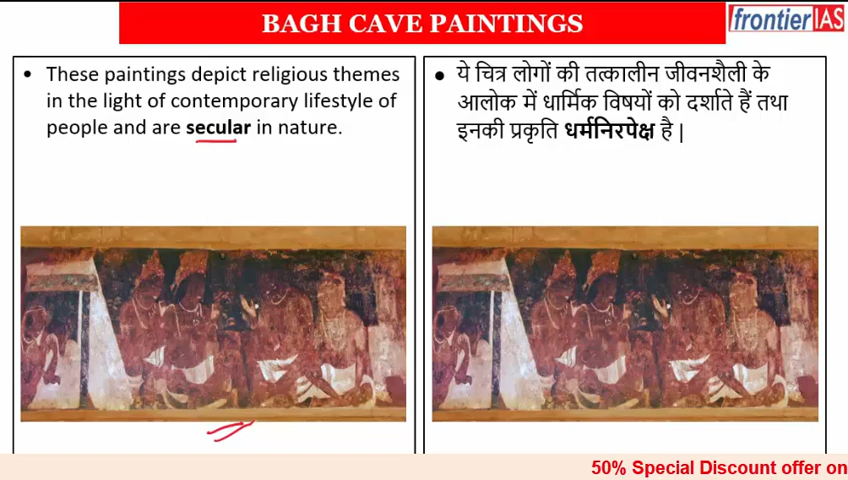 BAGH CAVE PAINTINGS
frontierIAS
• These paintings depict religious themes
in the light of contemporary lifestyle of
people and are secular in nature.
• ये चित्र लोगों की तत्कालीन जीवनशैली के
आलोक में धार्मिक विषयों को दर्शाते हैं तथा
इनकी प्रकृति धर्मनिरपेक्ष है |
50% Special Discount offer on